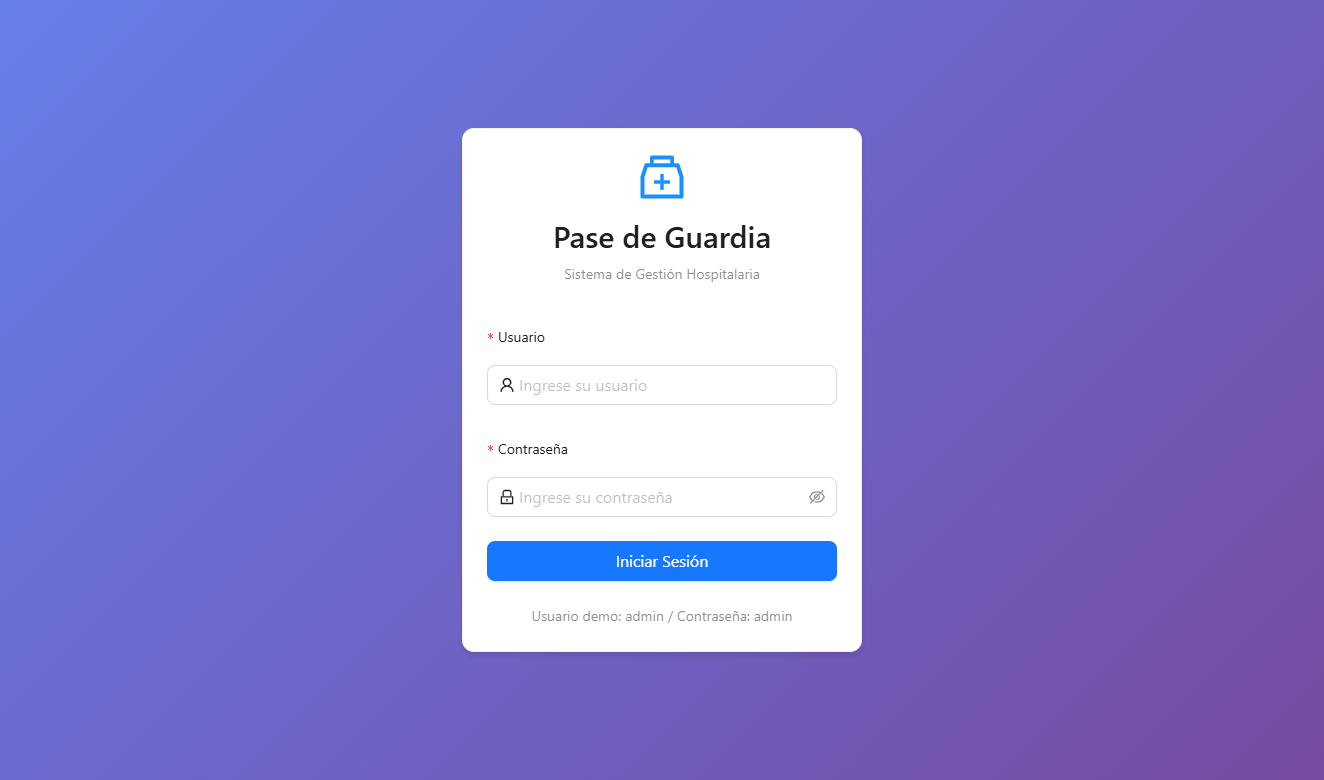 Pase de Guardia
Sistema de Gestión Hospitalaria
* Usuario
Ingrese su usuario
* Contraseña
Ingrese su contraseña
Iniciar Sesión
Usuario demo: admin / Contraseña: admin